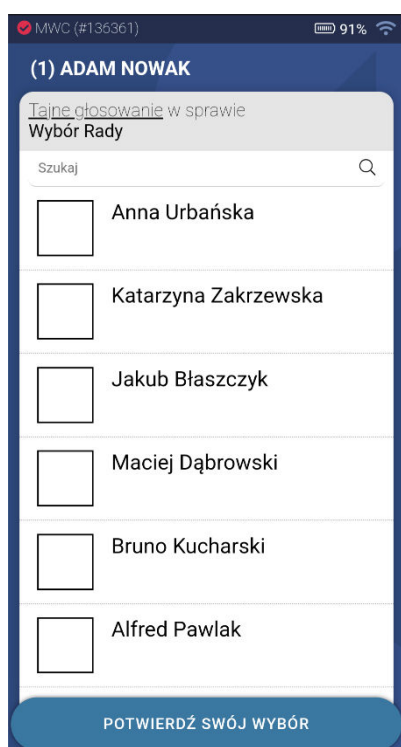 MWC (#136361) 91%
(1) ADAM NOWAK
Tajne głosowanie w sprawie
Wybór Rady
Szukaj
Anna Urbańska
Katarzyna Zakrzewska
Jakub Błaszczyk
Maciej Dąbrowski
Bruno Kucharski
Alfred Pawlak
POTWIERDŹ SWÓJ WYBÓR